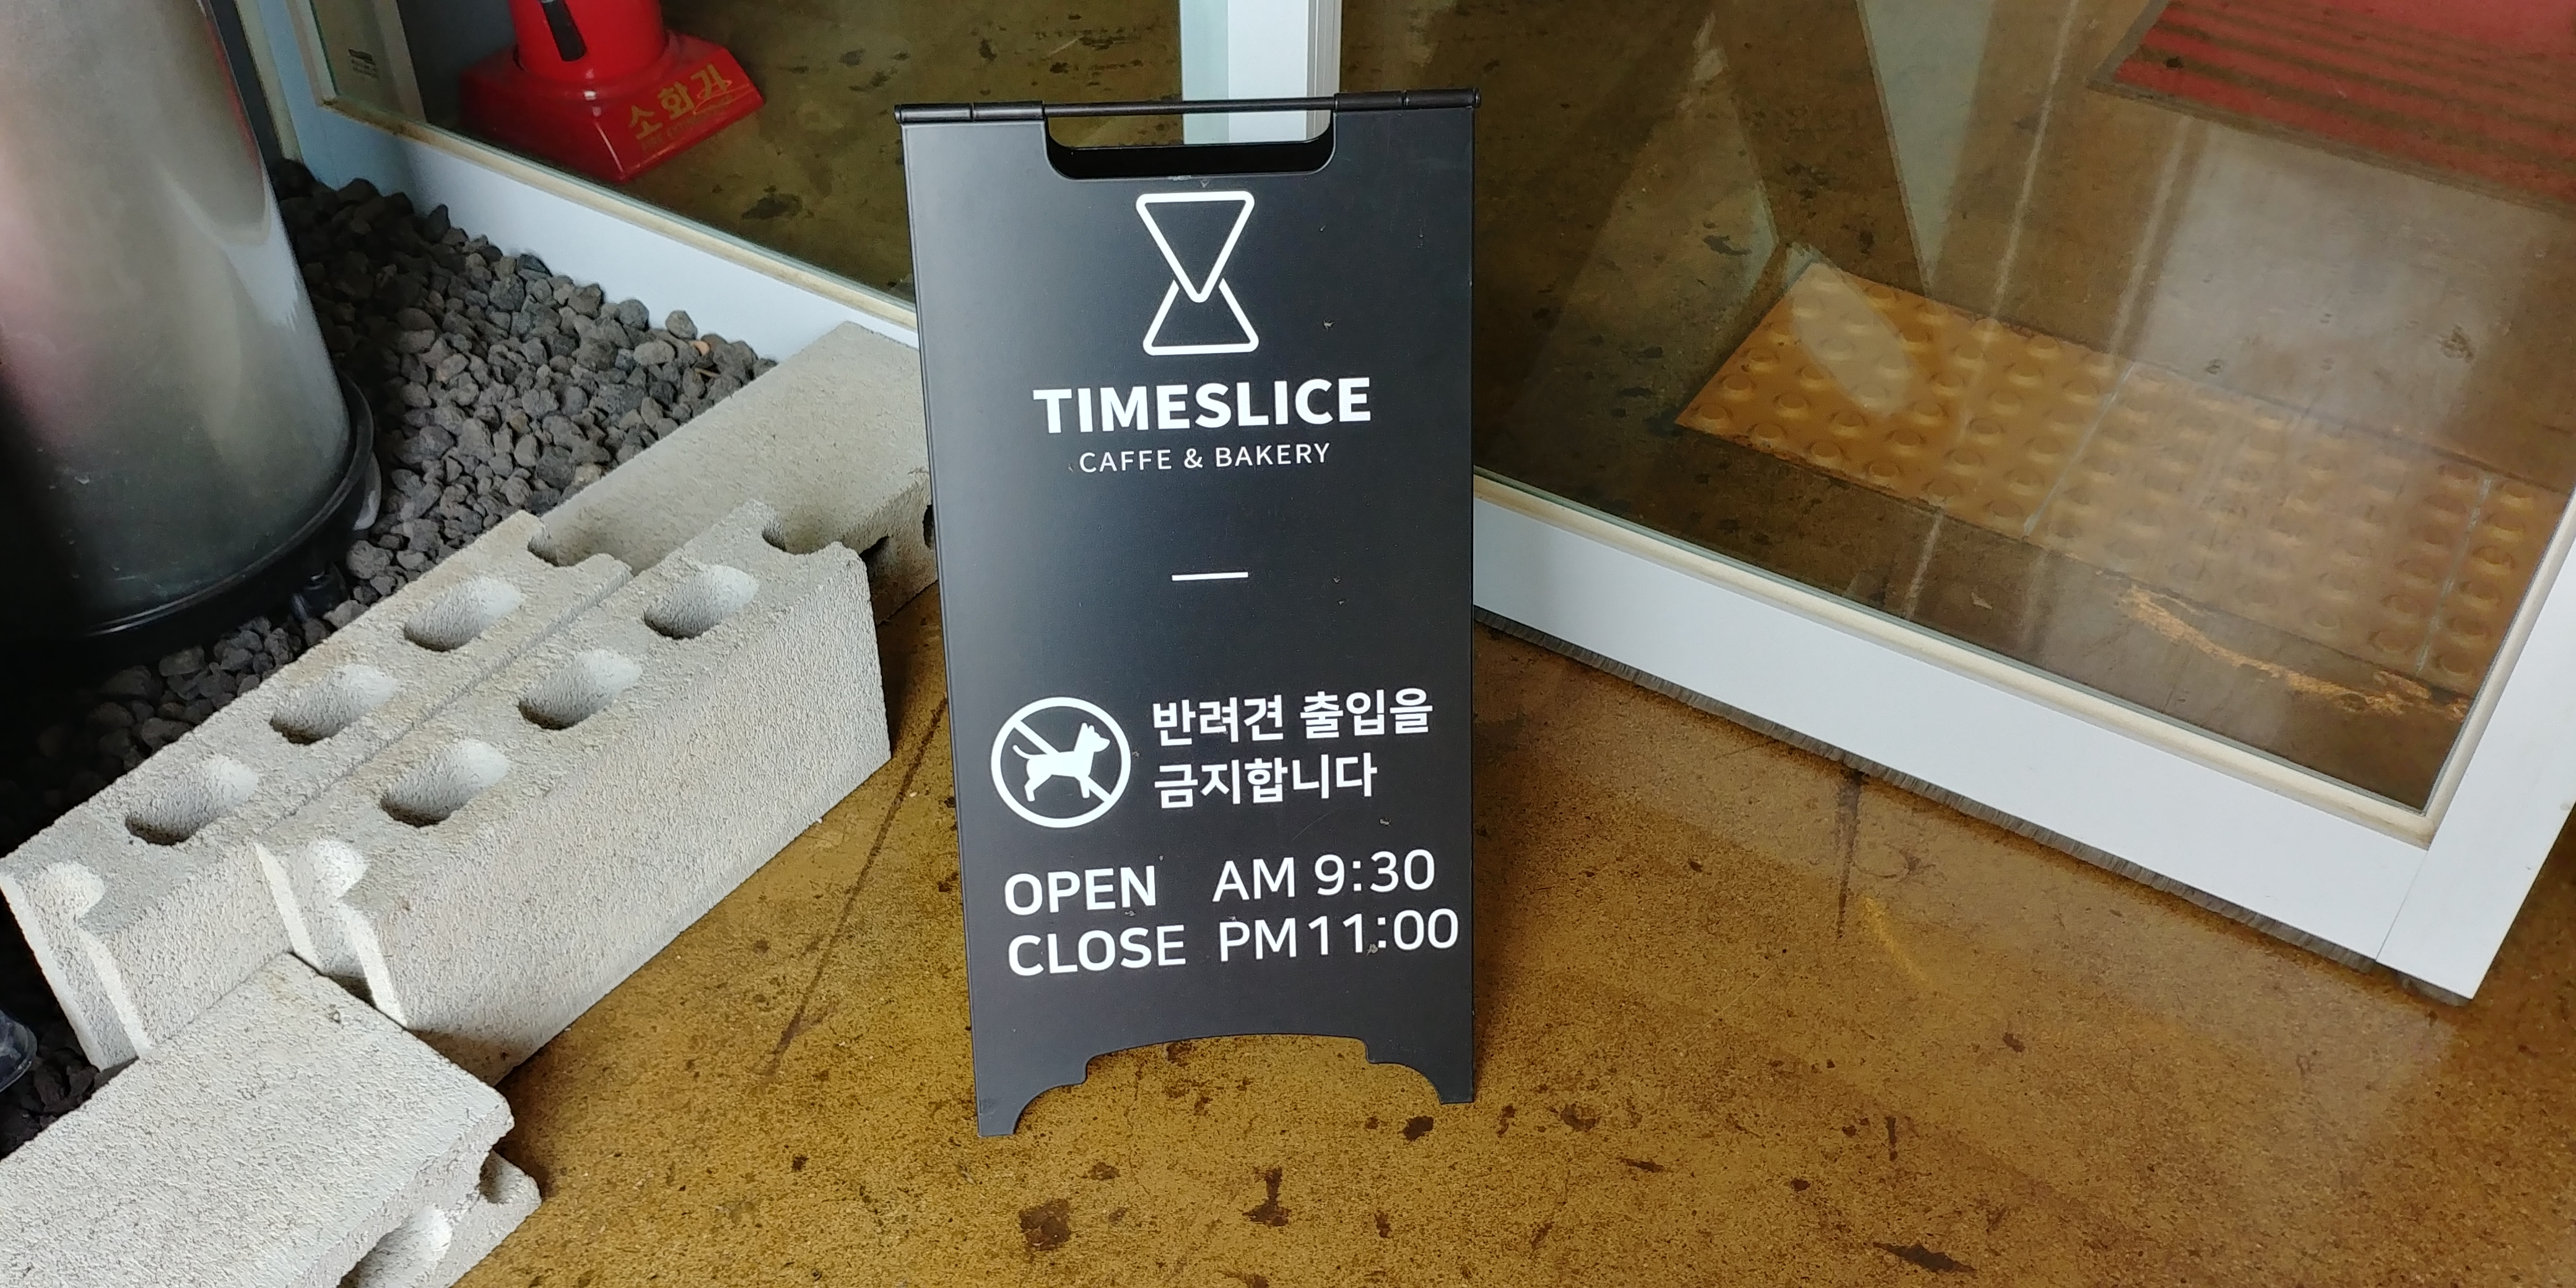 소화기
TIMESLICE
CAFFE & BAKERY
반려견 출입을
금지합니다
OPEN AM 9:30
CLOSE PM 11:00